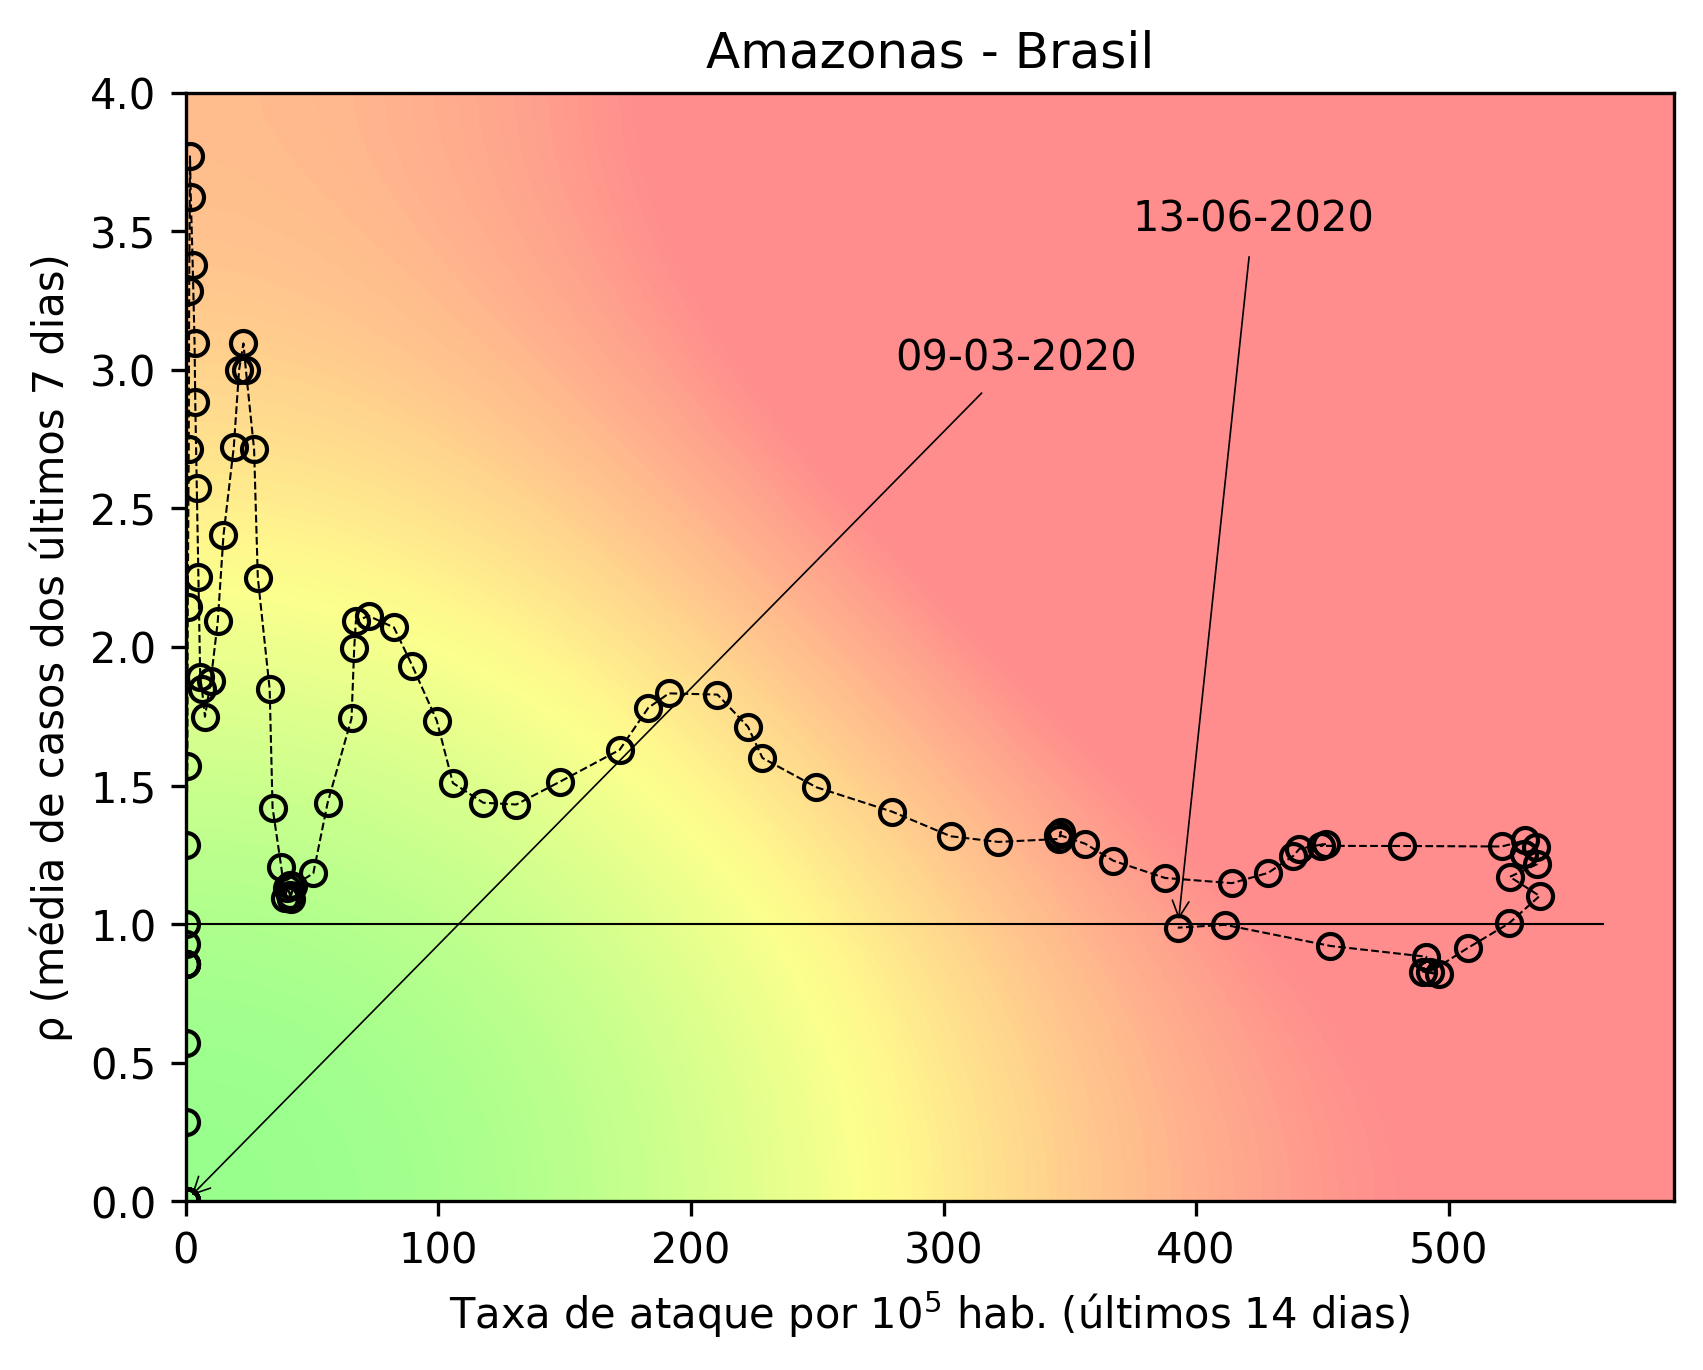 Amazonas - Brasil
4.0
3.5
3.0
2.5
2.0
1.5
1.0
0.5
0.0
ρ (média de casos dos últimos 7 dias)
13-06-2020
09-03-2020
0 100 200 300 400 500
Taxa de ataque por 10⁵ hab. (últimos 14 dias)